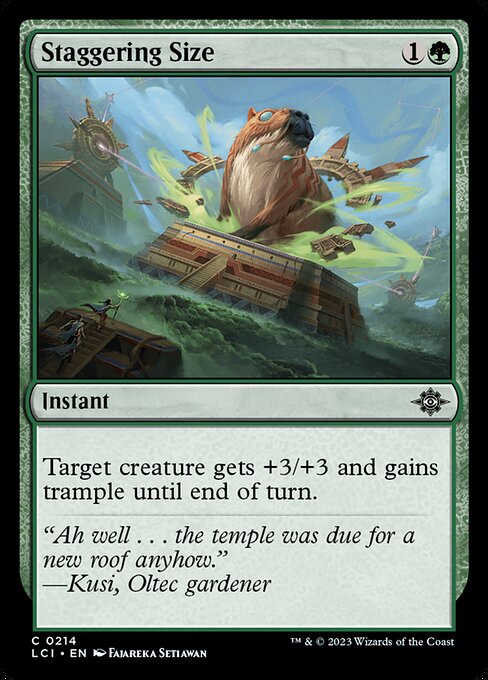 Staggering Size 1
Instant
Target creature gets +3/+3 and gains
trample until end of turn.
“Ah well . . . the temple was due for a
new roof anyhow.”
—Kusi, Oltec gardener
C 0214
LCI • EN Fajareka Setiawan
™ & © 2023 Wizards of the Coast